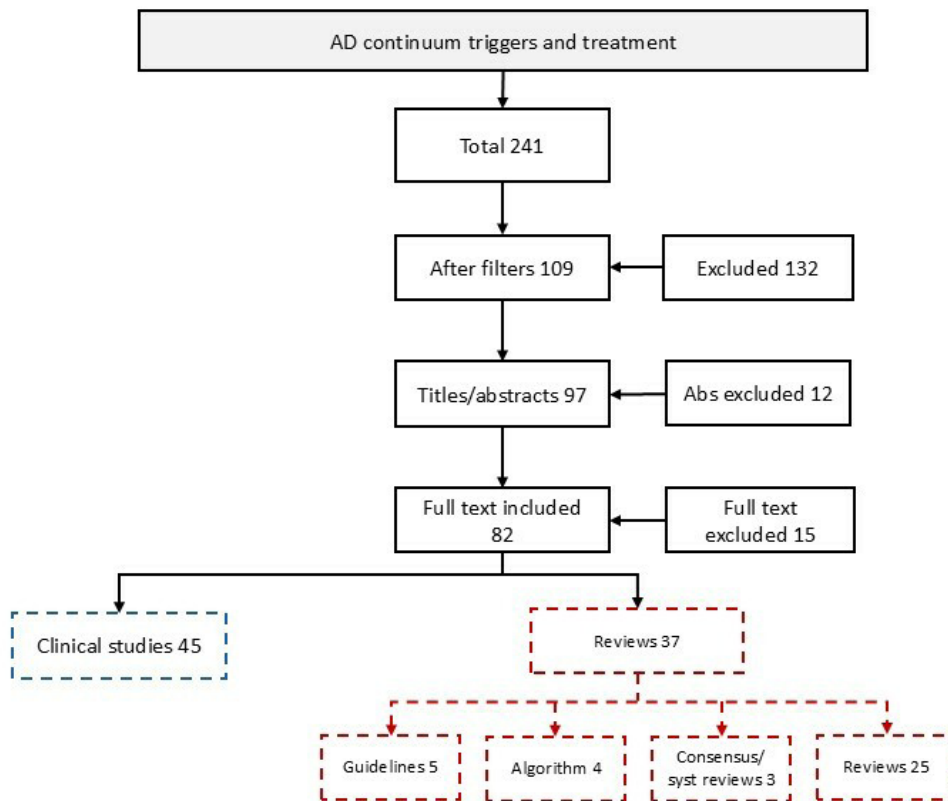 AD continuum triggers and treatment
Total 241
After filters 109
Excluded 132
Titles/abstracts 97
Abs excluded 12
Full text included
82
Full text
excluded 15
Clinical studies 45
Reviews 37
Guidelines 5
Algorithm 4
Consensus/
syst reviews 3
Reviews 25